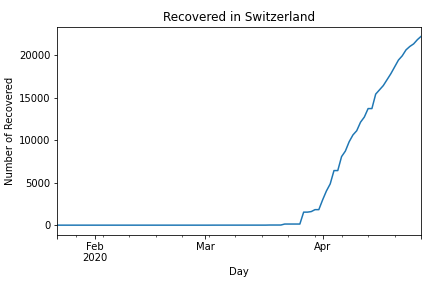 Recovered in Switzerland
Number of Recovered
20000
15000
10000
5000
0
Feb
2020
Mar
Apr
Day